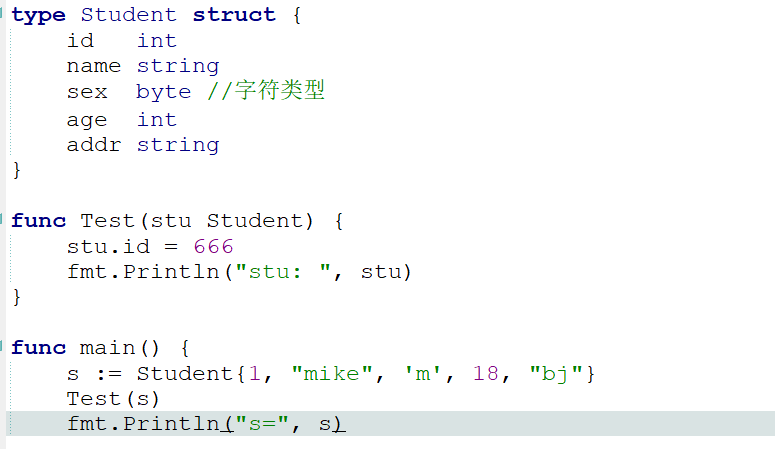 type Student struct {
    id   int
    name string
    sex  byte //字符类型
    age  int
    addr string
}
func Test(stu Student) {
    stu.id = 666
    fmt.Println("stu: ", stu)
}
func main() {
    s := Student{1, "mike", 'm', 18, "bj"}
    Test(s)
    fmt.Println("s=", s)